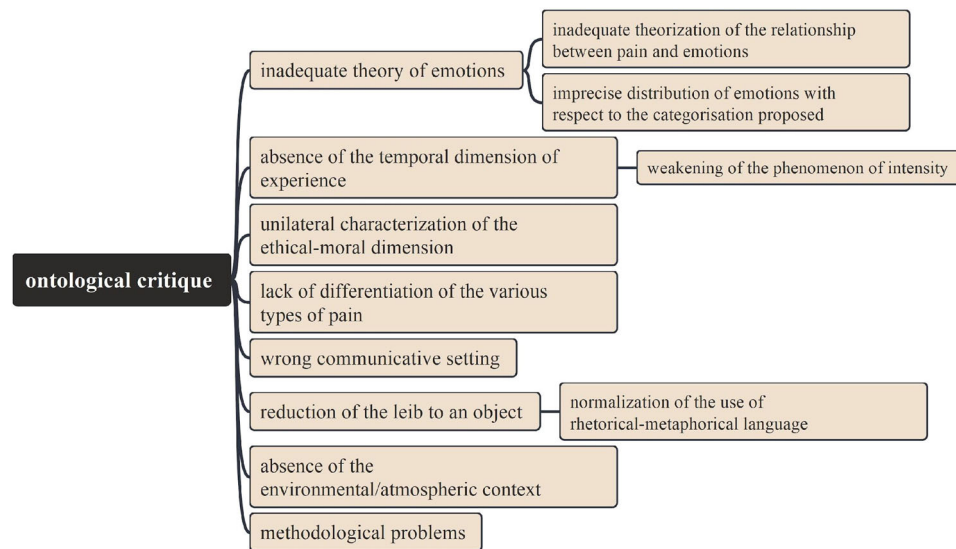 inadequate theorization of the relationship
between pain and emotions
inadequate theory of emotions
imprecise distribution of emotions with
respect to the categorisation proposed
absence of the temporal dimension of
experience
weakening of the phenomenon of intensity
unilateral characterization of the
ethical-moral dimension
ontological critique
lack of differentiation of the various
types of pain
wrong communicative setting
reduction of the leib to an object
normalization of the use of
rhetorical-metaphorical language
absence of the
environmental/atmospheric context
methodological problems